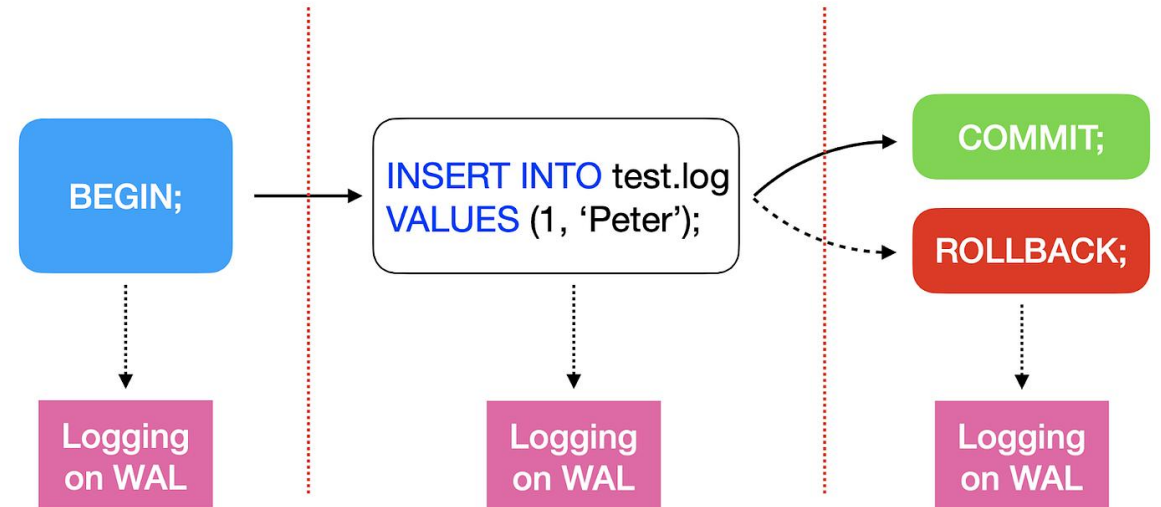 BEGIN;
INSERT INTO test.log
VALUES (1, ‘Peter’);
COMMIT;
ROLLBACK;
Logging
on WAL
Logging
on WAL
Logging
on WAL